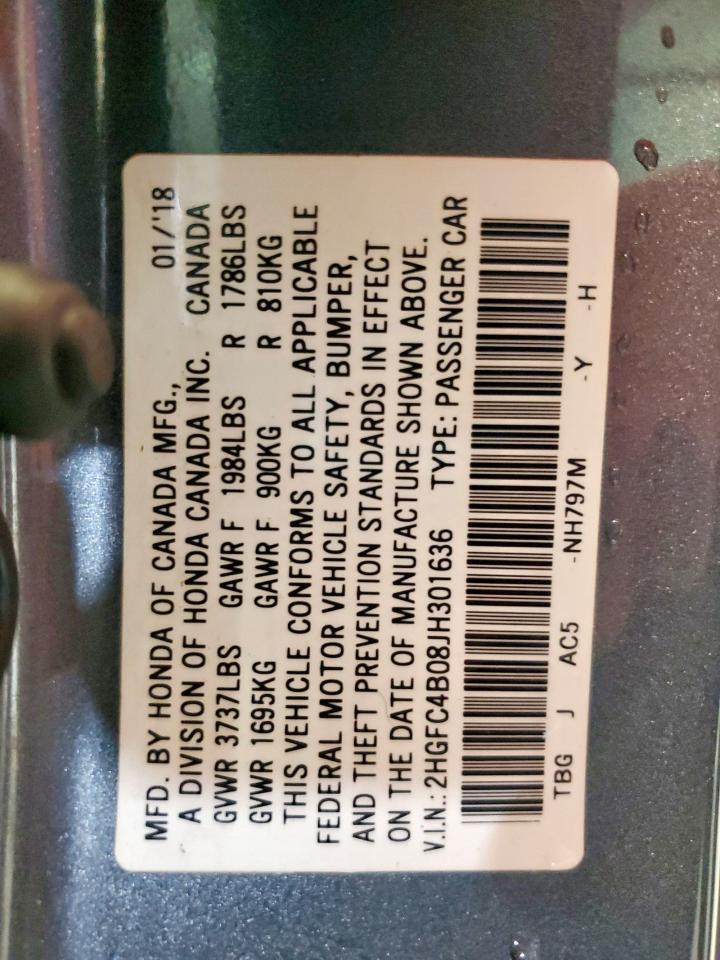 MFD. BY HONDA OF CANADA MFG., 01/'18
A DIVISION OF HONDA CANADA INC. CANADA
GVWR 3737LBS GAWR F 1984LBS R 1786LBS
GVWR 1695KG GAWR F 900KG R 810KG
THIS VEHICLE CONFORMS TO ALL APPLICABLE
FEDERAL MOTOR VEHICLE SAFETY, BUMPER,
AND THEFT PREVENTION STANDARDS IN EFFECT
ON THE DATE OF MANUFACTURE SHOWN ABOVE.
V.I.N.: 2HGFC4B08JH301636 TYPE: PASSENGER CAR
TBG J AC5 -NH797M -Y -H